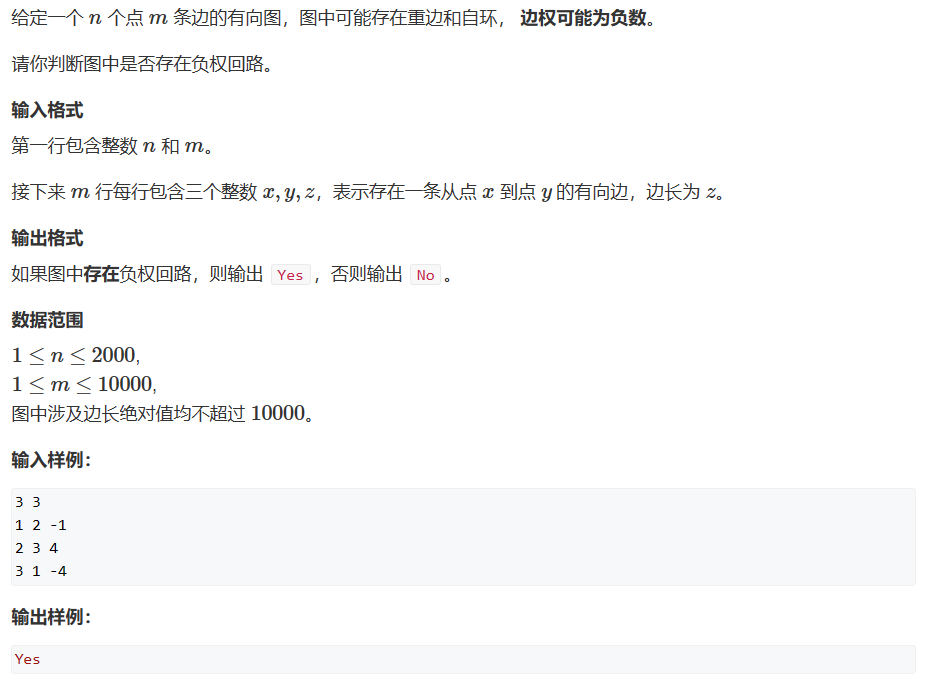 给定一个 n 个点 m 条边的有向图，图中可能存在重边和自环， 边权可能为负数。
请你判断图中是否存在负权回路。
输入格式
第一行包含整数 n 和 m。
接下来 m 行每行包含三个整数 x, y, z，表示存在一条从点 x 到点 y 的有向边，边长为 z。
输出格式
如果图中存在负权回路，则输出 Yes ，否则输出 No 。
数据范围
1 ≤ n ≤ 2000,
1 ≤ m ≤ 10000,
图中涉及边长绝对值均不超过 10000。
输入样例：
3 3
1 2 -1
2 3 4
3 1 -4
输出样例：
Yes